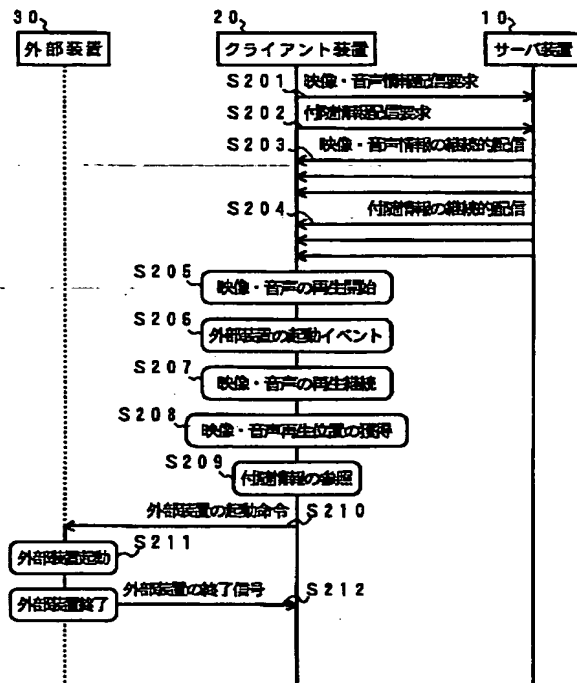 30
20
10
外部装置
クライアント装置
サーバ装置
S201
映像・音声情報配信要求
S202
付随情報配信要求
S203
映像・音声情報の継続的配信
S204
付随情報の継続的配信
S205
映像・音声の再生開始
S206
外部装置の起動イベント
S207
映像・音声の再生継続
S208
映像・音声再生位置の獲得
S209
付随情報の参照
外部装置の起動命令
S210
S211
外部装置起動
外部装置の終了信号
S212
外部装置終了